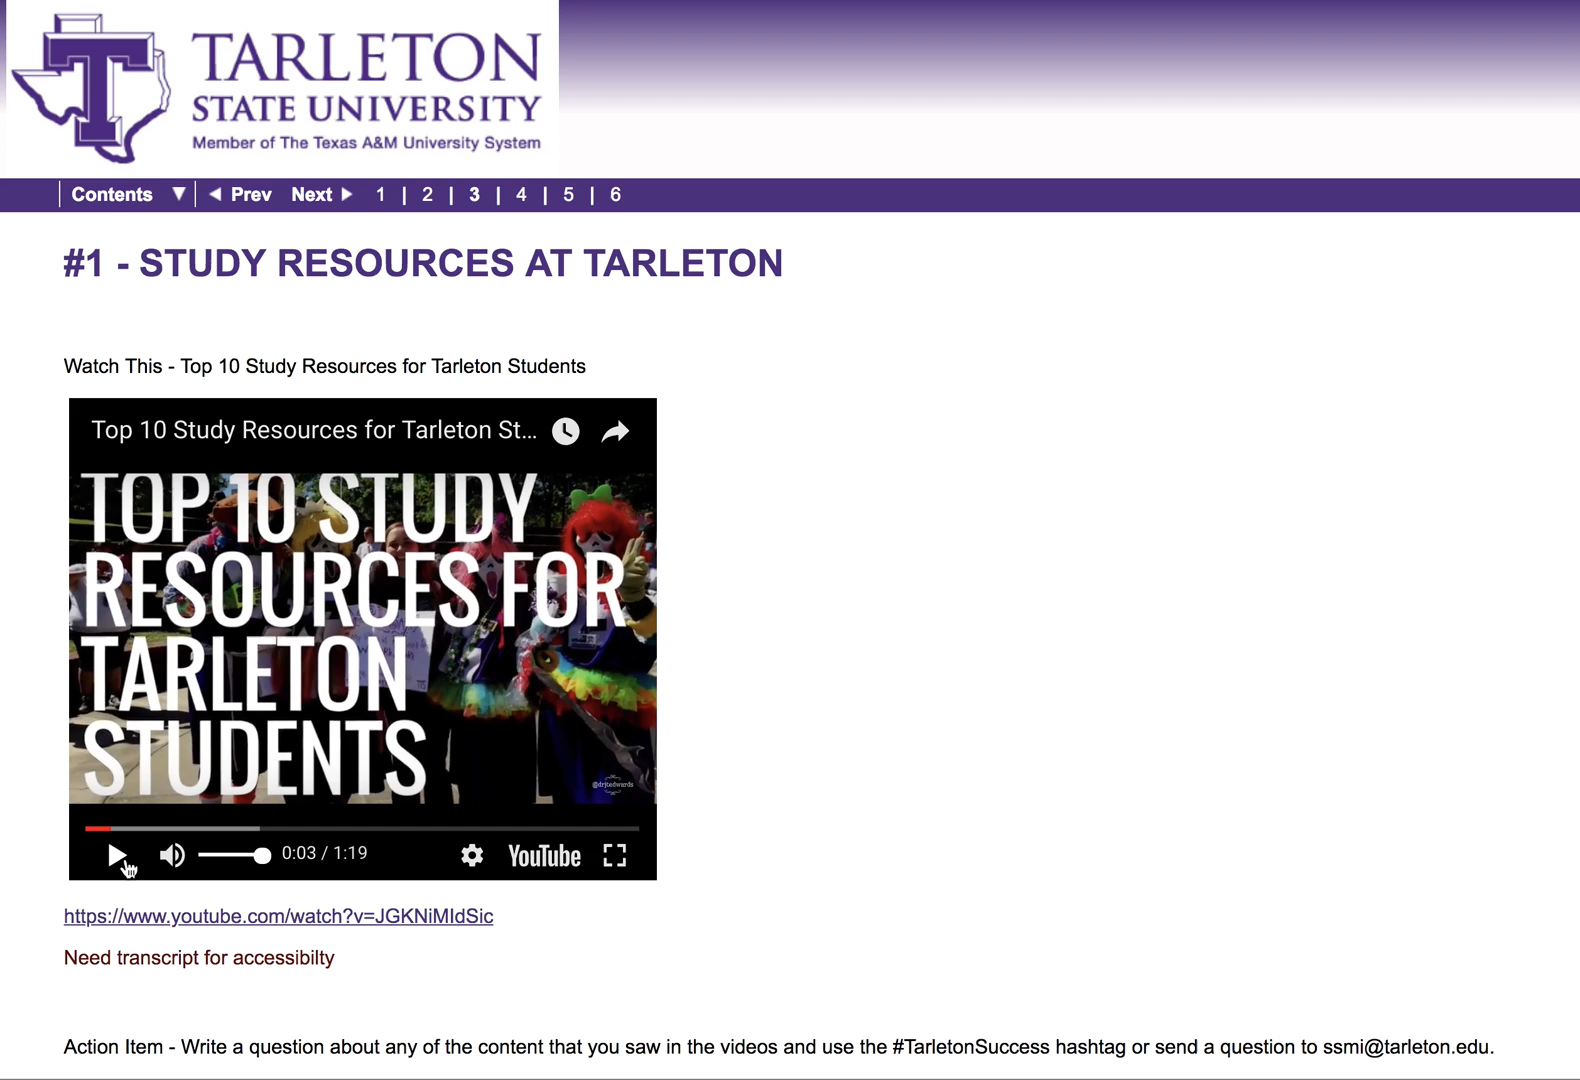 TARLETON
STATE UNIVERSITY
Member of The Texas A&M University System
Contents Prev Next 1 | 2 | 3 | 4 | 5 | 6
#1 - STUDY RESOURCES AT TARLETON
Watch This - Top 10 Study Resources for Tarleton Students
Top 10 Study Resources for Tarleton St...
TOP 10 STUDY
RESOURCES FOR
TARLETON
STUDENTS
@drjtedwards
0:03 / 1:19 YouTube
https://www.youtube.com/watch?v=JGKNiMIdSic
Need transcript for accessibilty
Action Item - Write a question about any of the content that you saw in the videos and use the #TarletonSuccess hashtag or send a question to ssmi@tarleton.edu.